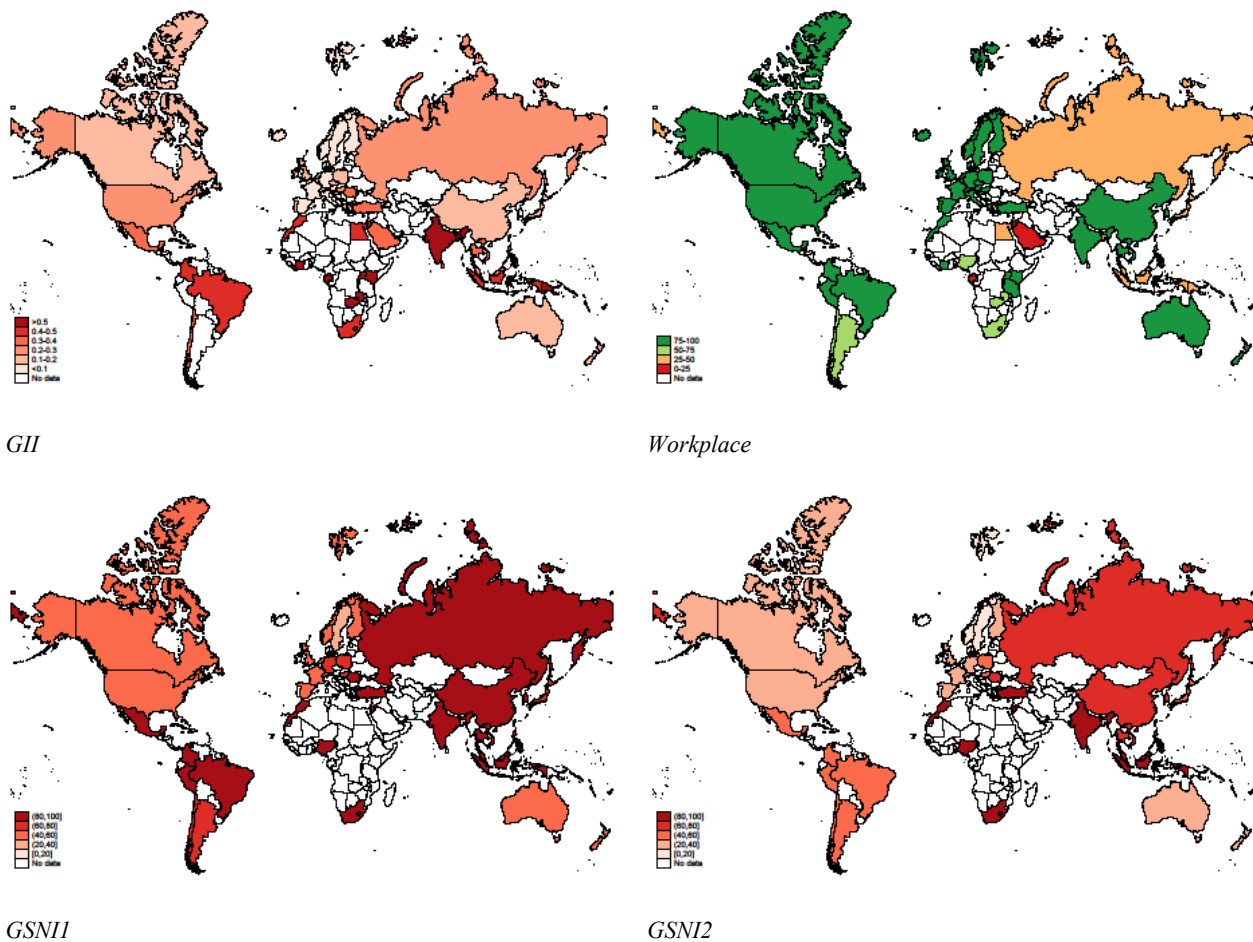 >0.5
0.4-0.5
0.3-0.4
0.2-0.3
0.1-0.2
<0.1
No data
75-100
50-75
25-50
0-25
No data
GII
Workplace
(80,100]
(60,80]
(40,60]
(20,40]
[0,20]
No data
(80,100]
(60,80]
(40,60]
(20,40]
[0,20]
No data
GSNI1
GSNI2